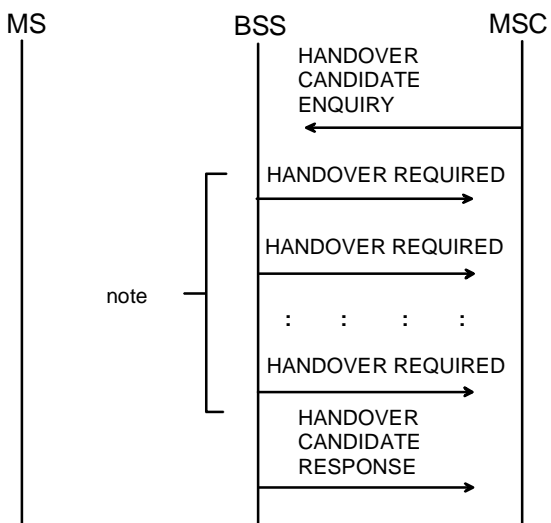 MS
BSS
MSC
HANDOVER
CANDIDATE
ENQUIRY
HANDOVER REQUIRED
HANDOVER REQUIRED
note
: : : :
HANDOVER REQUIRED
HANDOVER
CANDIDATE
RESPONSE